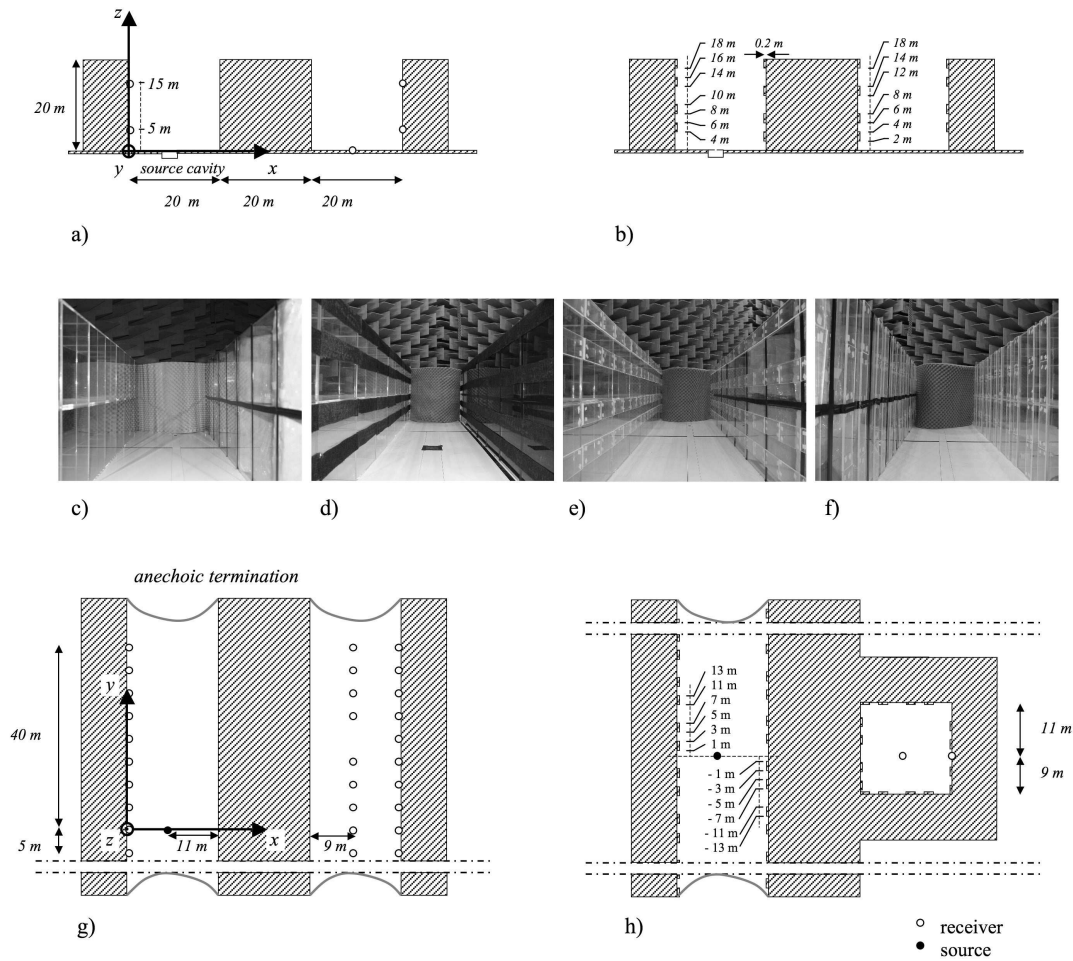 z
15 m
20 m
5 m
y
source cavity
x
20 m
20 m
20 m
a)
18 m
16 m
14 m
10 m
8 m
6 m
4 m
0.2 m
18 m
14 m
12 m
8 m
6 m
4 m
2 m
b)
c)
d)
e)
f)
anechoic termination
y
40 m
5 m
z
11 m
x
9 m
g)
13 m
11 m
7 m
5 m
3 m
1 m
- 1 m
- 3 m
- 5 m
- 7 m
- 11 m
- 13 m
11 m
9 m
h)
receiver
source